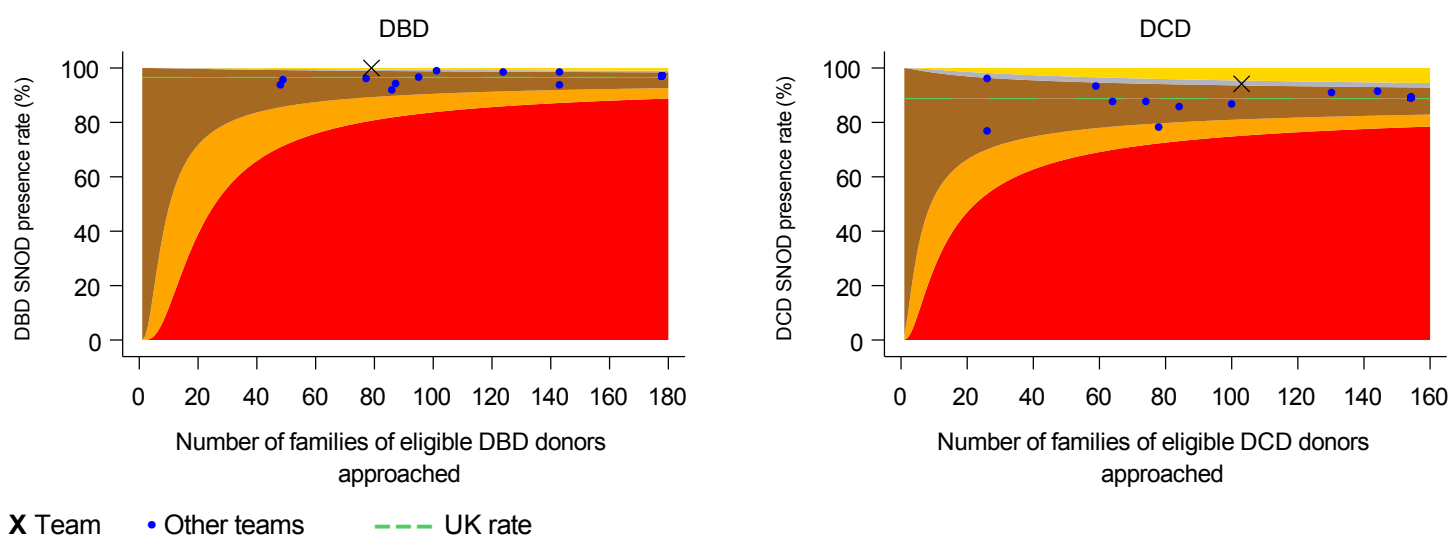 DBD
DBD SNOD presence rate (%)
100
80
60
40
20
0
0 20 40 60 80 100 120 140 160 180
Number of families of eligible DBD donors
approached
DCD
DCD SNOD presence rate (%)
100
80
60
40
20
0
0 20 40 60 80 100 120 140 160
Number of families of eligible DCD donors
approached
X Team Other teams UK rate